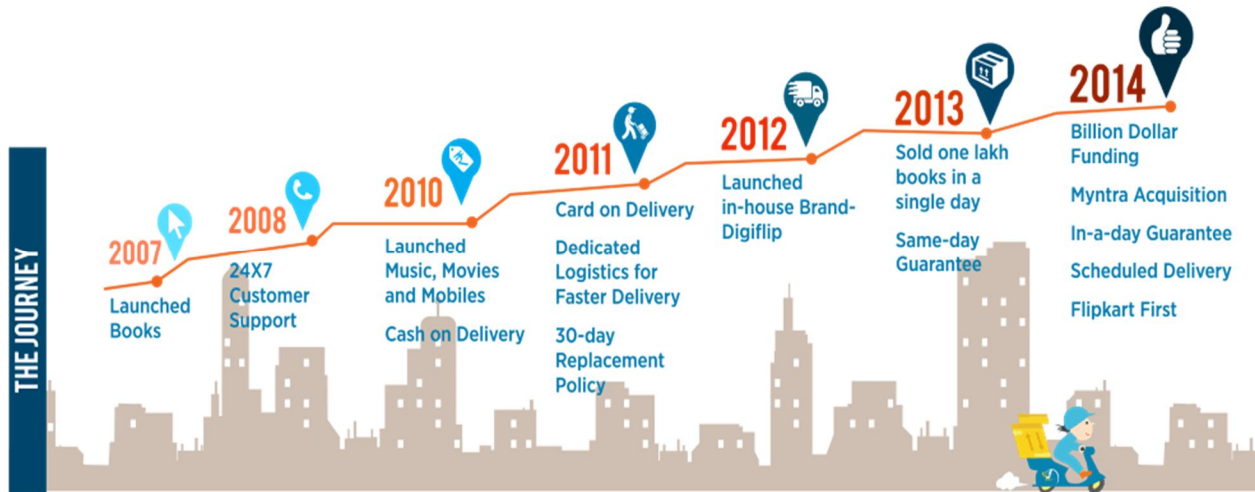 THE JOURNEY
2007
Launched
Books
2008
24X7
Customer
Support
2010
Launched
Music, Movies
and Mobiles
Cash on Delivery
2011
Card on Delivery
Dedicated
Logistics for
Faster Delivery
30-day
Replacement
Policy
2012
Launched
in-house Brand-
Digiflip
2013
Sold one lakh
books in a
single day
Same-day
Guarantee
2014
Billion Dollar
Funding
Myntra Acquisition
In-a-day Guarantee
Scheduled Delivery
Flipkart First